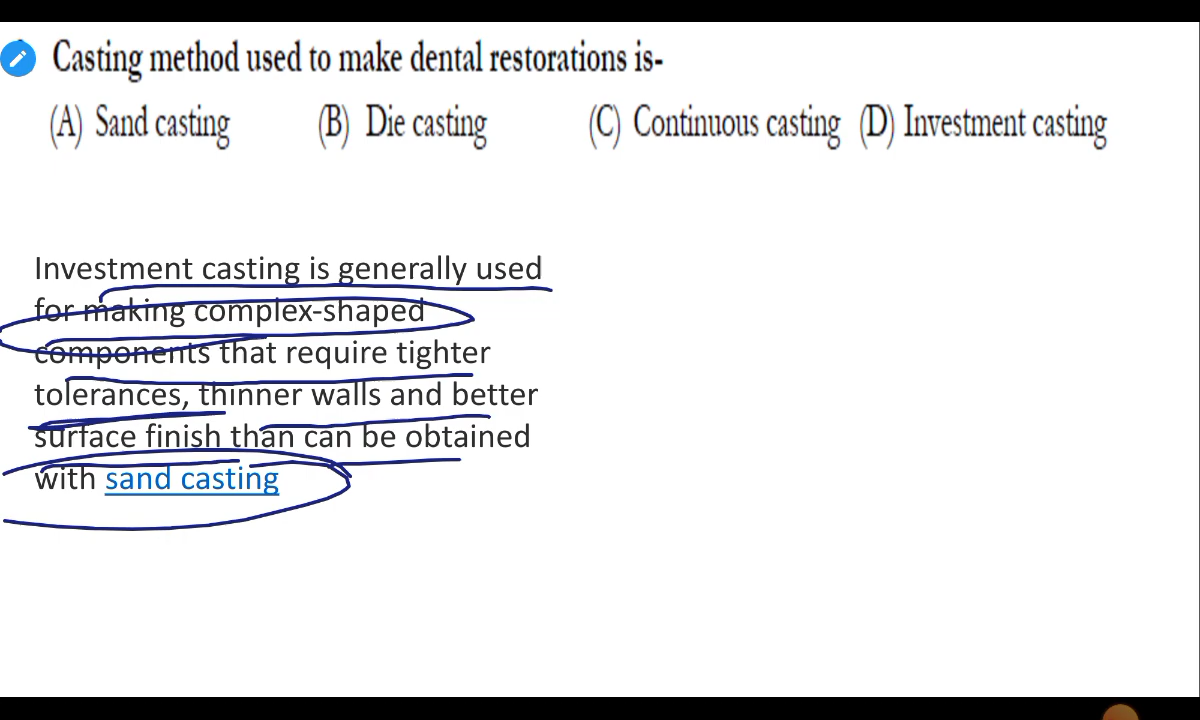 Casting method used to make dental restorations is-
(A) Sand casting (B) Die casting (C) Continuous casting (D) Investment casting
Investment casting is generally used
for making complex-shaped
components that require tighter
tolerances, thinner walls and better
surface finish than can be obtained
with sand casting